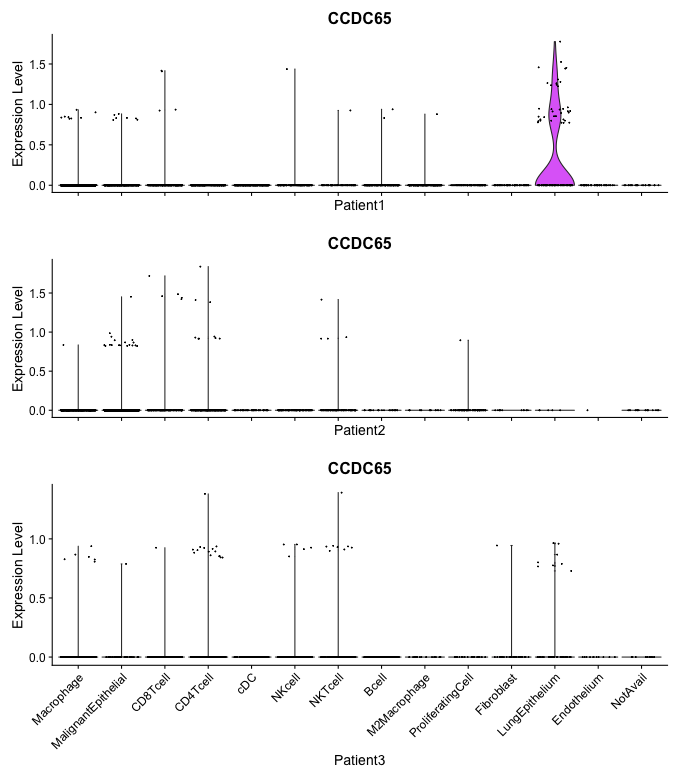 CCDC65
Expression Level
1.5
1.0
0.5
0.0
Patient1
CCDC65
Expression Level
1.5
1.0
0.5
0.0
Patient2
CCDC65
Expression Level
1.0
0.5
0.0
Macrophage
MalignantEpithelial
CD8Tcell
CD4Tcell
cDC
NKcell
NKTcell
Bcell
M2Macrophage
ProliferatingCell
Fibroblast
LungEpithelium
Endothelium
NotAvail
Patient3